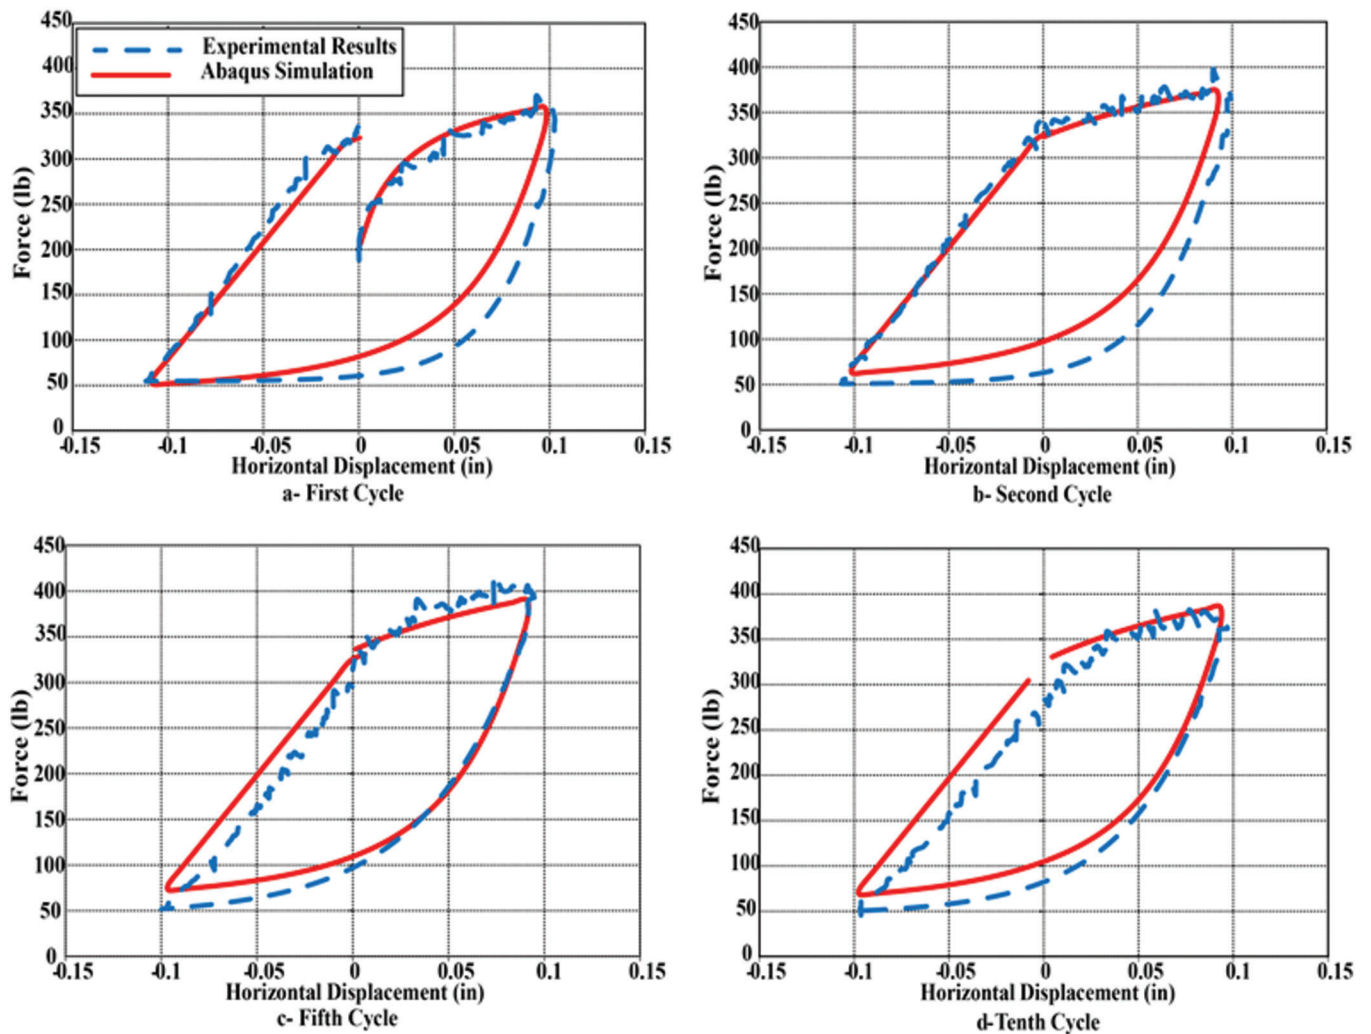 450
400
350
300
250
200
150
100
50
0
Force (lb)
Experimental Results
Abaqus Simulation
-0.15 -0.1 -0.05 0 0.05 0.1 0.15
Horizontal Displacement (in)
a- First Cycle
450
400
350
300
250
200
150
100
50
0
Force (lb)
-0.15 -0.1 -0.05 0 0.05 0.1 0.15
Horizontal Displacement (in)
b- Second Cycle
450
400
350
300
250
200
150
100
50
0
Force (lb)
-0.15 -0.1 -0.05 0 0.05 0.1 0.15
Horizontal Displacement (in)
c- Fifth Cycle
450
400
350
300
250
200
150
100
50
0
Force (lb)
-0.15 -0.1 -0.05 0 0.05 0.1 0.15
Horizontal Displacement (in)
d-Tenth Cycle